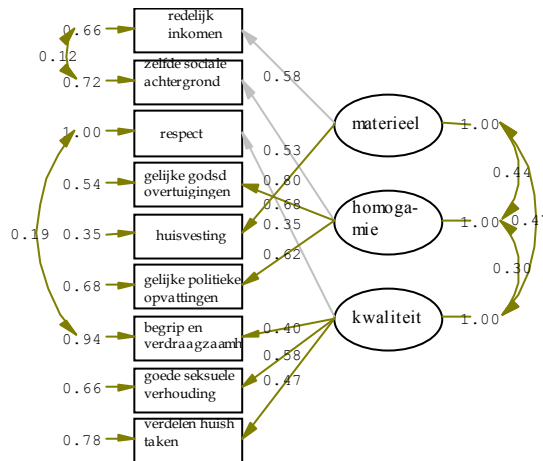 0.66
redelijk
inkomen
0.12
0.72
zelfde sociale
achtergrond
0.58
1.00
respect
materieel
1.00
0.53
0.54
gelijke godsd
overtuigingen
0.80
0.68
0.44
0.19
0.35
huisvesting
0.35
homoga-
mie
1.00
0.47
0.68
gelijke politieke
opvattingen
0.62
0.30
0.94
begrip en
verdraagzaamh
0.40
kwaliteit
1.00
0.66
goede seksuele
verhouding
0.58
0.47
0.78
verdelen huish
taken